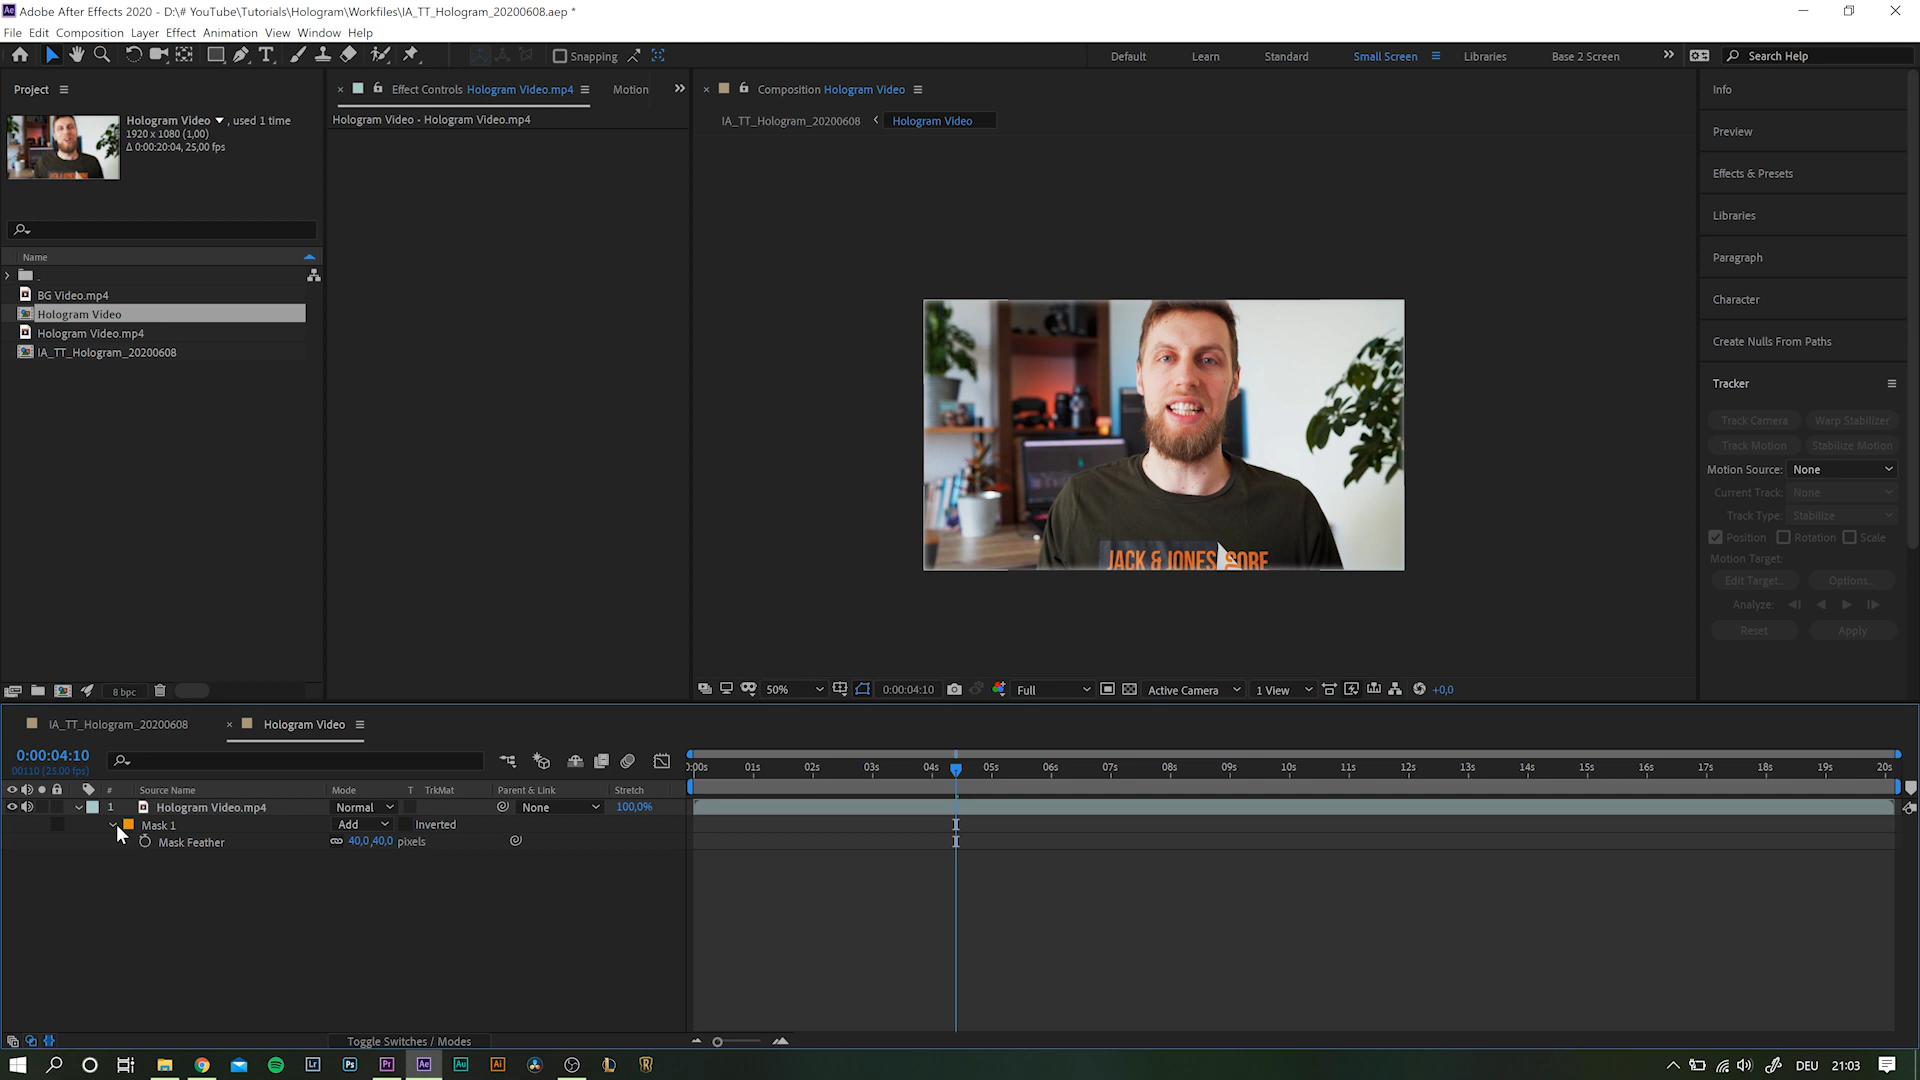 Ae Adobe After Effects 2020 - D:\# YouTube\Tutorials\Hologram\Workfiles\IA_TT_Hologram_20200608.aep *
File Edit Composition Layer Effect Animation View Window Help
Snapping
Default Learn Standard Small Screen Libraries Base 2 Screen Search Help
Project
Hologram Video , used 1 time
1920 x 1080 (1,00)
Δ 0:00:20:04, 25,00 fps
Name
.
BG Video.mp4
Hologram Video
Hologram Video.mp4
IA_TT_Hologram_20200608
8 bpc
Effect Controls Hologram Video.mp4
Motion
Hologram Video - Hologram Video.mp4
Composition Hologram Video
IA_TT_Hologram_20200608 Hologram Video
JACK & JONES CORE
50% 0:00:04:10 Full Active Camera 1 View +0,0
Info
Preview
Effects & Presets
Libraries
Paragraph
Character
Create Nulls From Paths
Tracker
Track Camera Warp Stabilizer
Track Motion Stabilize Motion
Motion Source: None
Current Track: None
Track Type: Stabilize
Position Rotation Scale
Motion Target:
Edit Target... Options...
Analyze:
Reset Apply
IA_TT_Hologram_20200608 Hologram Video
0:00:04:10
00110 (25.00 fps)
# Source Name Mode T TrkMat Parent & Link Stretch
1 Hologram Video.mp4 Normal None 100,0%
Mask 1 Add Inverted
Mask Feather 40,0,40,0 pixels
:00s 01s 02s 03s 04s 05s 06s 07s 08s 09s 10s 11s 12s 13s 14s 15s 16s 17s 18s 19s 20s
Toggle Switches / Modes
Lr Ps Pr Ae Au Ai
DEU 21:03